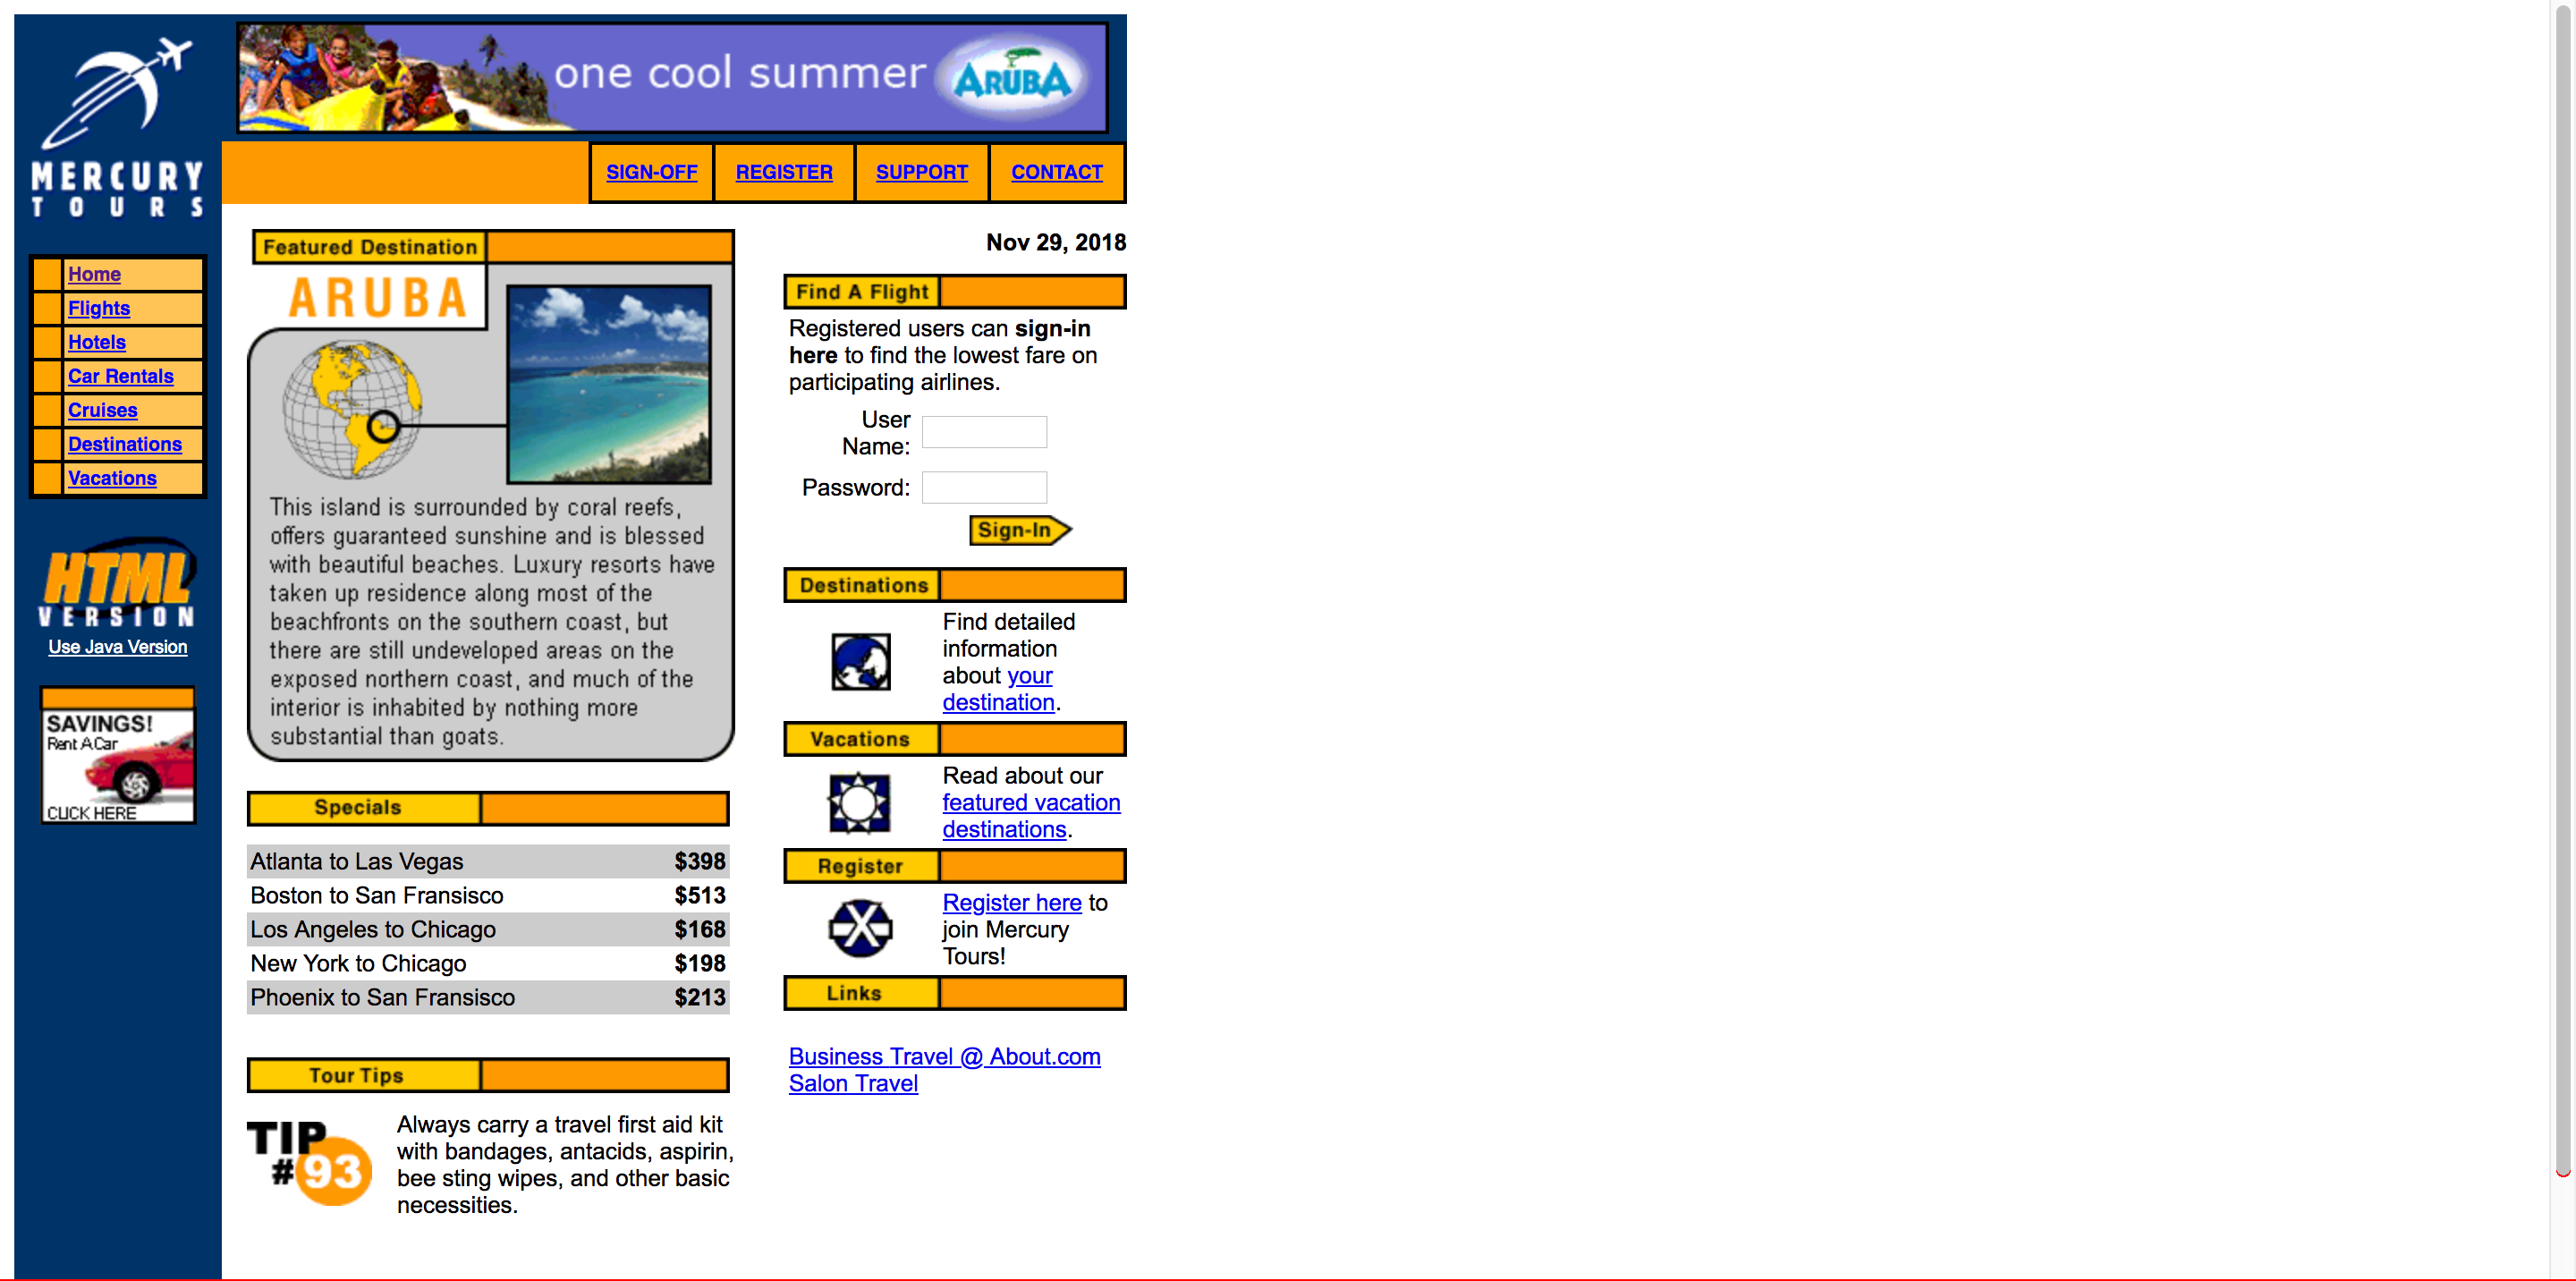 MERCURY
TOURS
one cool summer
ARUBA
SIGN-OFF
REGISTER
SUPPORT
CONTACT
Home
Flights
Hotels
Car Rentals
Cruises
Destinations
Vacations
HTML
VERSION
Use Java Version
SAVINGS!
Rent A Car
CLICK HERE
Featured Destination
ARUBA
This island is surrounded by coral reefs,
offers guaranteed sunshine and is blessed
with beautiful beaches. Luxury resorts have
taken up residence along most of the
beachfronts on the southern coast, but
there are still undeveloped areas on the
exposed northern coast, and much of the
interior is inhabited by nothing more
substantial than goats.
Specials
Atlanta to Las Vegas $398
Boston to San Fransisco $513
Los Angeles to Chicago $168
New York to Chicago $198
Phoenix to San Fransisco $213
Tour Tips
TIP
#93
Always carry a travel first aid kit
with bandages, antacids, aspirin,
bee sting wipes, and other basic
necessities.
Nov 29, 2018
Find A Flight
Registered users can sign-in
here to find the lowest fare on
participating airlines.
User
Name:
Password:
Sign-In
Destinations
Find detailed
information
about your
destination.
Vacations
Read about our
featured vacation
destinations.
Register
Register here to
join Mercury
Tours!
Links
Business Travel @ About.com
Salon Travel